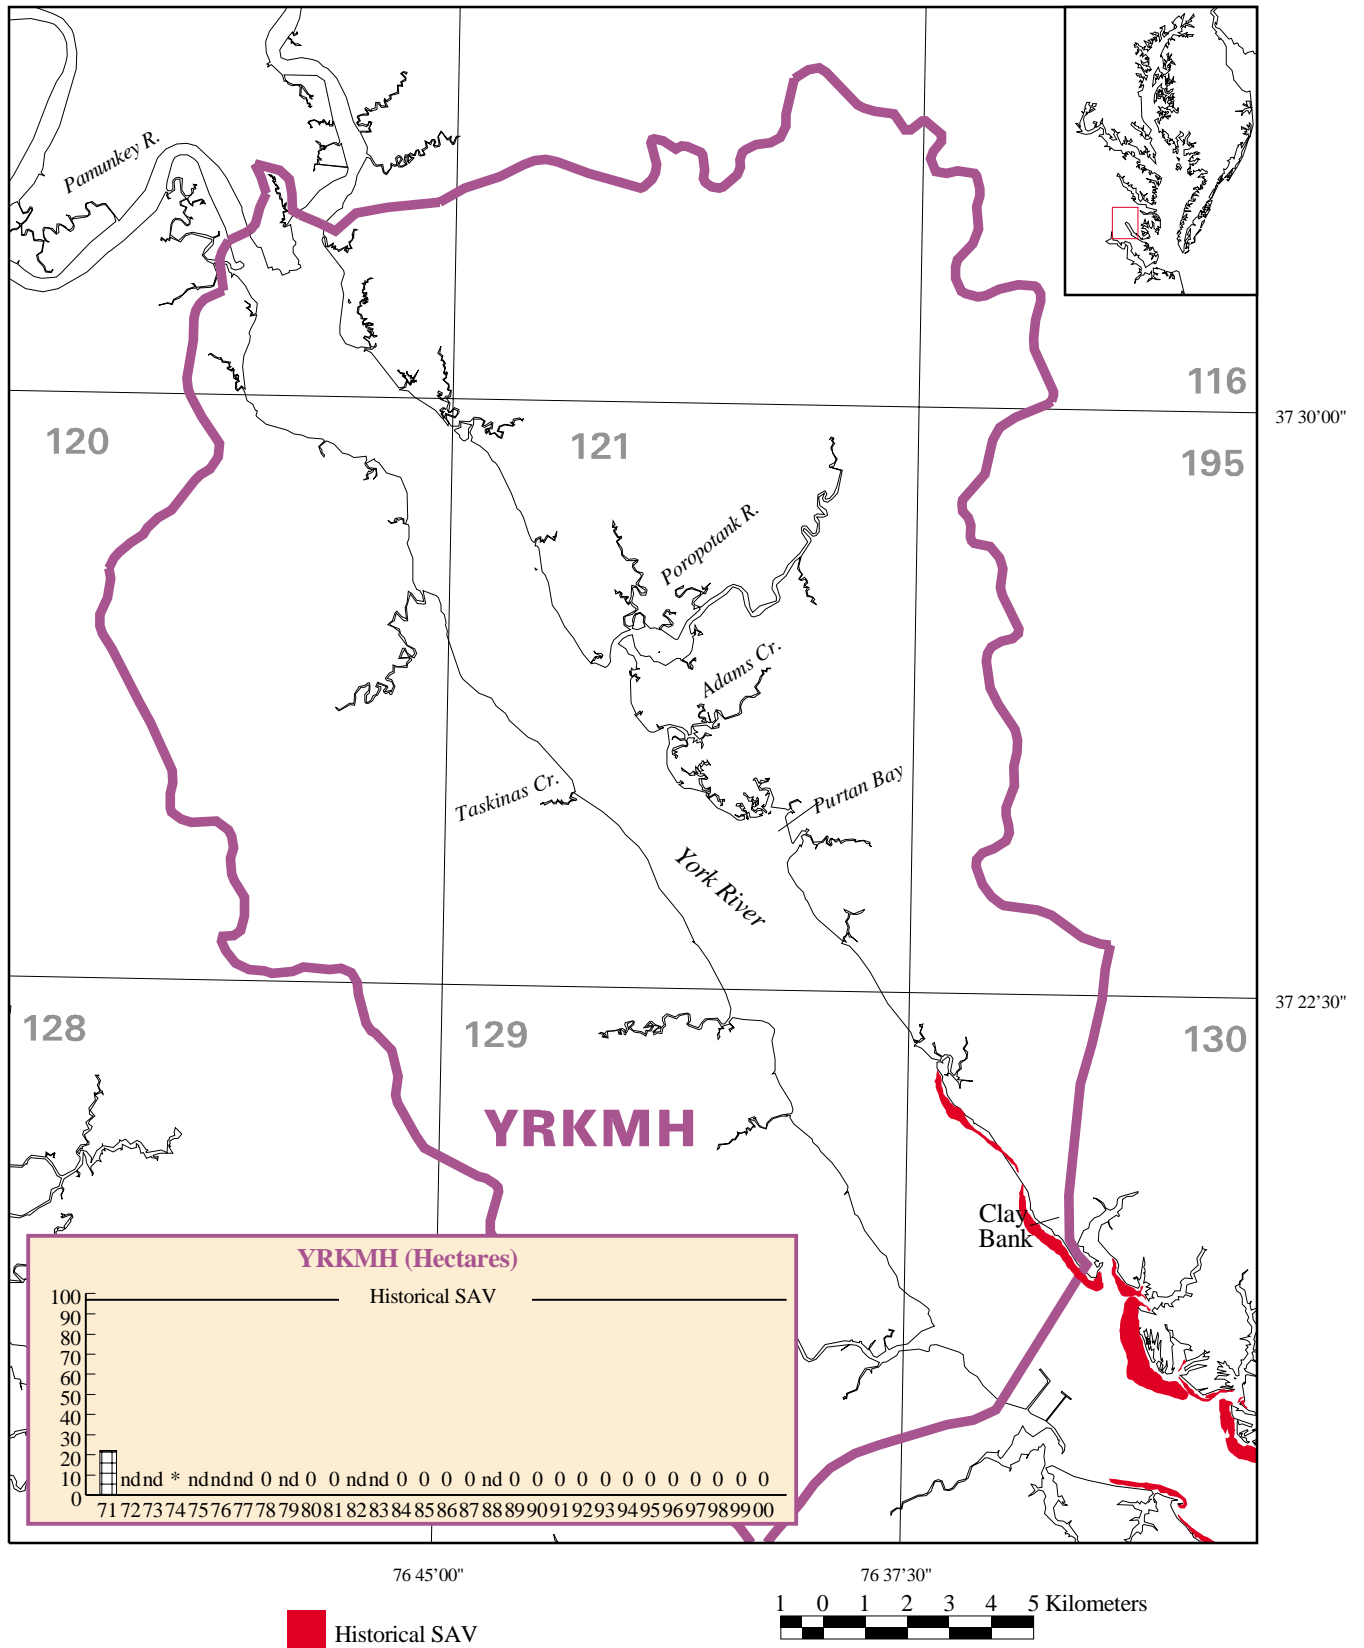 Pamunkey R.
116
37 30'00"
120
121
195
Poropotank R.
Adams Cr.
Taskinas Cr.
Purtan Bay
York River
37 22'30"
128
129
130
YRKMH
Clay
Bank
YRKMH (Hectares)
Historical SAV
100
90
80
70
60
50
40
30
20
10
0
nd nd * nd nd nd 0 nd 0 0 nd nd 0 0 0 0 nd 0 0 0 0 0 0 0 0 0 0 0 0
71 72 73 74 75 76 77 78 79 80 81 82 83 84 85 86 87 88 89 90 91 92 93 94 95 96 97 98 99 00
76 45'00"
76 37'30"
1 0 1 2 3 4 5 Kilometers
Historical SAV